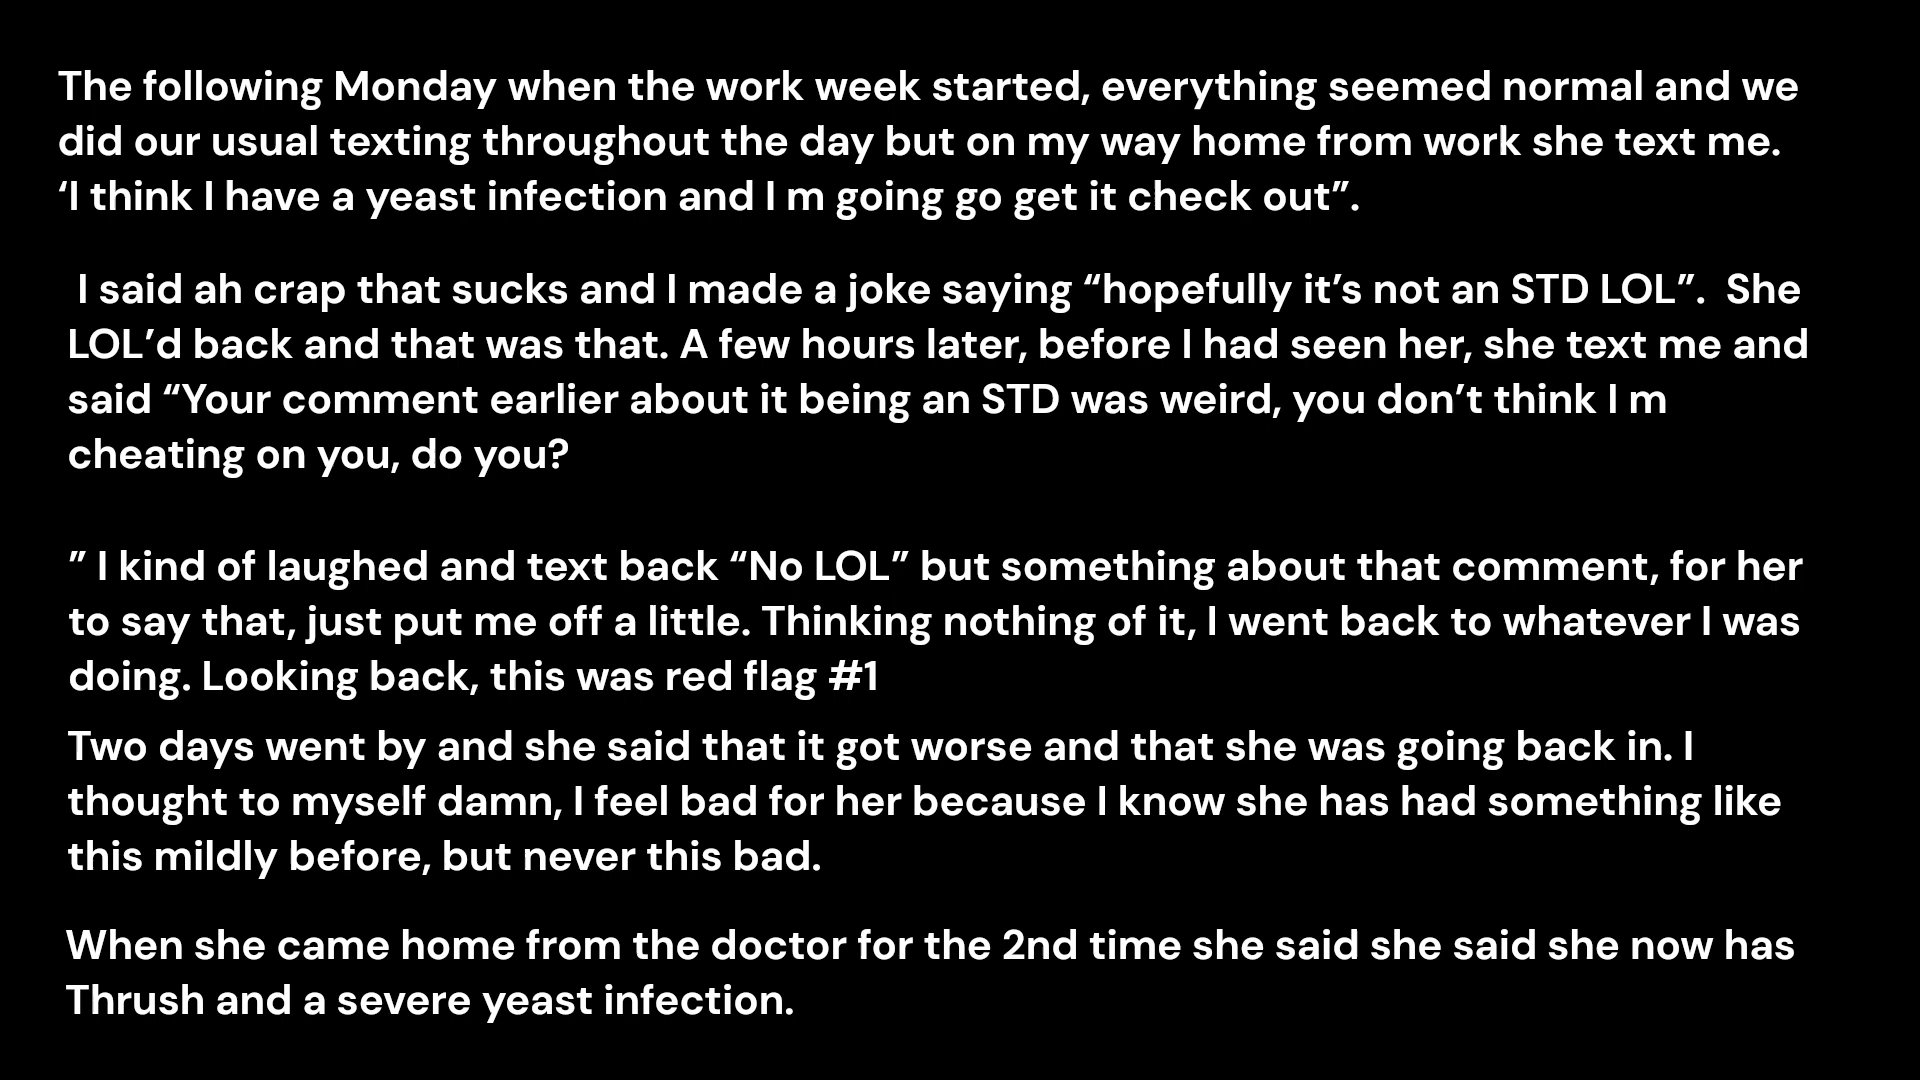 The following Monday when the work week started, everything seemed normal and we
did our usual texting throughout the day but on my way home from work she text me.
‘I think I have a yeast infection and I m going go get it check out”.
I said ah crap that sucks and I made a joke saying “hopefully it’s not an STD LOL”. She
LOL’d back and that was that. A few hours later, before I had seen her, she text me and
said “Your comment earlier about it being an STD was weird, you don’t think I m
cheating on you, do you?
” I kind of laughed and text back “No LOL” but something about that comment, for her
to say that, just put me off a little. Thinking nothing of it, I went back to whatever I was
doing. Looking back, this was red flag #1
Two days went by and she said that it got worse and that she was going back in. I
thought to myself damn, I feel bad for her because I know she has had something like
this mildly before, but never this bad.
When she came home from the doctor for the 2nd time she said she said she now has
Thrush and a severe yeast infection.